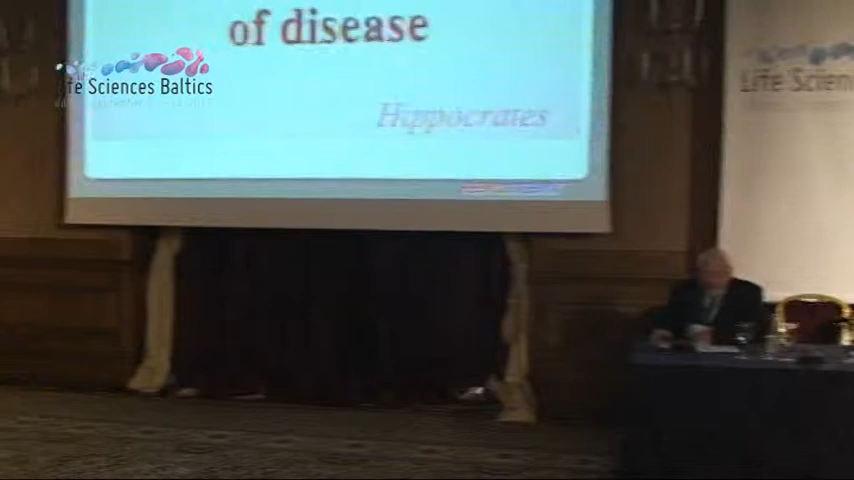 of disease
Life Sciences Baltics
Hippocrates
Life Scien